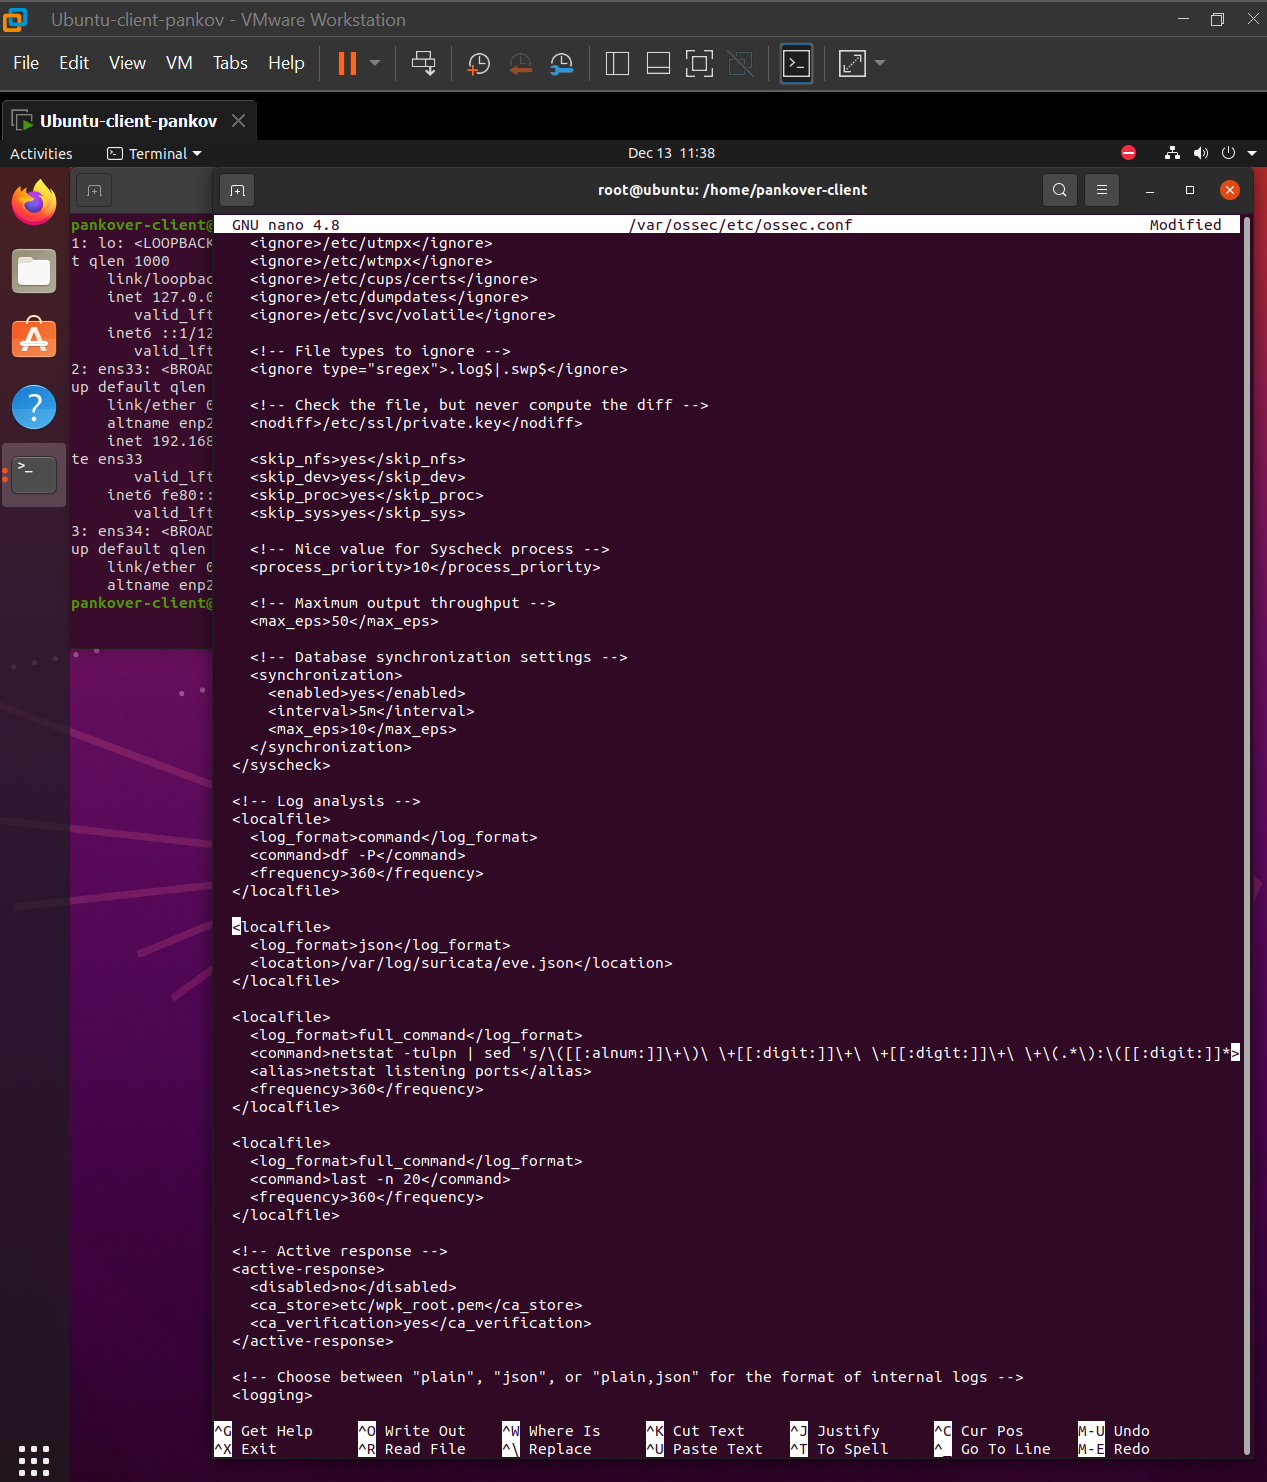 Ubuntu-client-pankov - VMware Workstation
File Edit View VM Tabs Help
Ubuntu-client-pankov
Activities Terminal Dec 13 11:38
root@ubuntu: /home/pankover-client
pankover-client@
1: lo: <LOOPBACK
t qlen 1000
link/loopbac
inet 127.0.0
valid_lft
inet6 ::1/12
valid_lft
2: ens33: <BROAD
up default qlen
link/ether 0
altname enp2
inet 192.168
te ens33
valid_lft
inet6 fe80::
valid_lft
3: ens34: <BROAD
up default qlen
link/ether 0
altname enp2
pankover-client@
GNU nano 4.8 /var/ossec/etc/ossec.conf Modified
<ignore>/etc/utmpx</ignore>
<ignore>/etc/wtmpx</ignore>
<ignore>/etc/cups/certs</ignore>
<ignore>/etc/dumpdates</ignore>
<ignore>/etc/svc/volatile</ignore>
<!-- File types to ignore -->
<ignore type="sregex">.log$|.swp$</ignore>
<!-- Check the file, but never compute the diff -->
<nodiff>/etc/ssl/private.key</nodiff>
<skip_nfs>yes</skip_nfs>
<skip_dev>yes</skip_dev>
<skip_proc>yes</skip_proc>
<skip_sys>yes</skip_sys>
<!-- Nice value for Syscheck process -->
<process_priority>10</process_priority>
<!-- Maximum output throughput -->
<max_eps>50</max_eps>
<!-- Database synchronization settings -->
<synchronization>
<enabled>yes</enabled>
<interval>5m</interval>
<max_eps>10</max_eps>
</synchronization>
</syscheck>
<!-- Log analysis -->
<localfile>
<log_format>command</log_format>
<command>df -P</command>
<frequency>360</frequency>
</localfile>
<localfile>
<log_format>json</log_format>
<location>/var/log/suricata/eve.json</location>
</localfile>
<localfile>
<log_format>full_command</log_format>
<command>netstat -tulpn | sed 's/\([[:alnum:]]\+\)\ \+[[:digit:]]\+\ \+[[:digit:]]\+\ \+\(.*\):\([[:digit:]]*>
<alias>netstat listening ports</alias>
<frequency>360</frequency>
</localfile>
<localfile>
<log_format>full_command</log_format>
<command>last -n 20</command>
<frequency>360</frequency>
</localfile>
<!-- Active response -->
<active-response>
<disabled>no</disabled>
<ca_store>etc/wpk_root.pem</ca_store>
<ca_verification>yes</ca_verification>
</active-response>
<!-- Choose between "plain", "json", or "plain,json" for the format of internal logs -->
<logging>
^G Get Help ^O Write Out ^W Where Is ^K Cut Text ^J Justify ^C Cur Pos M-U Undo
^X Exit ^R Read File ^\ Replace ^U Paste Text ^T To Spell ^_ Go To Line M-E Redo